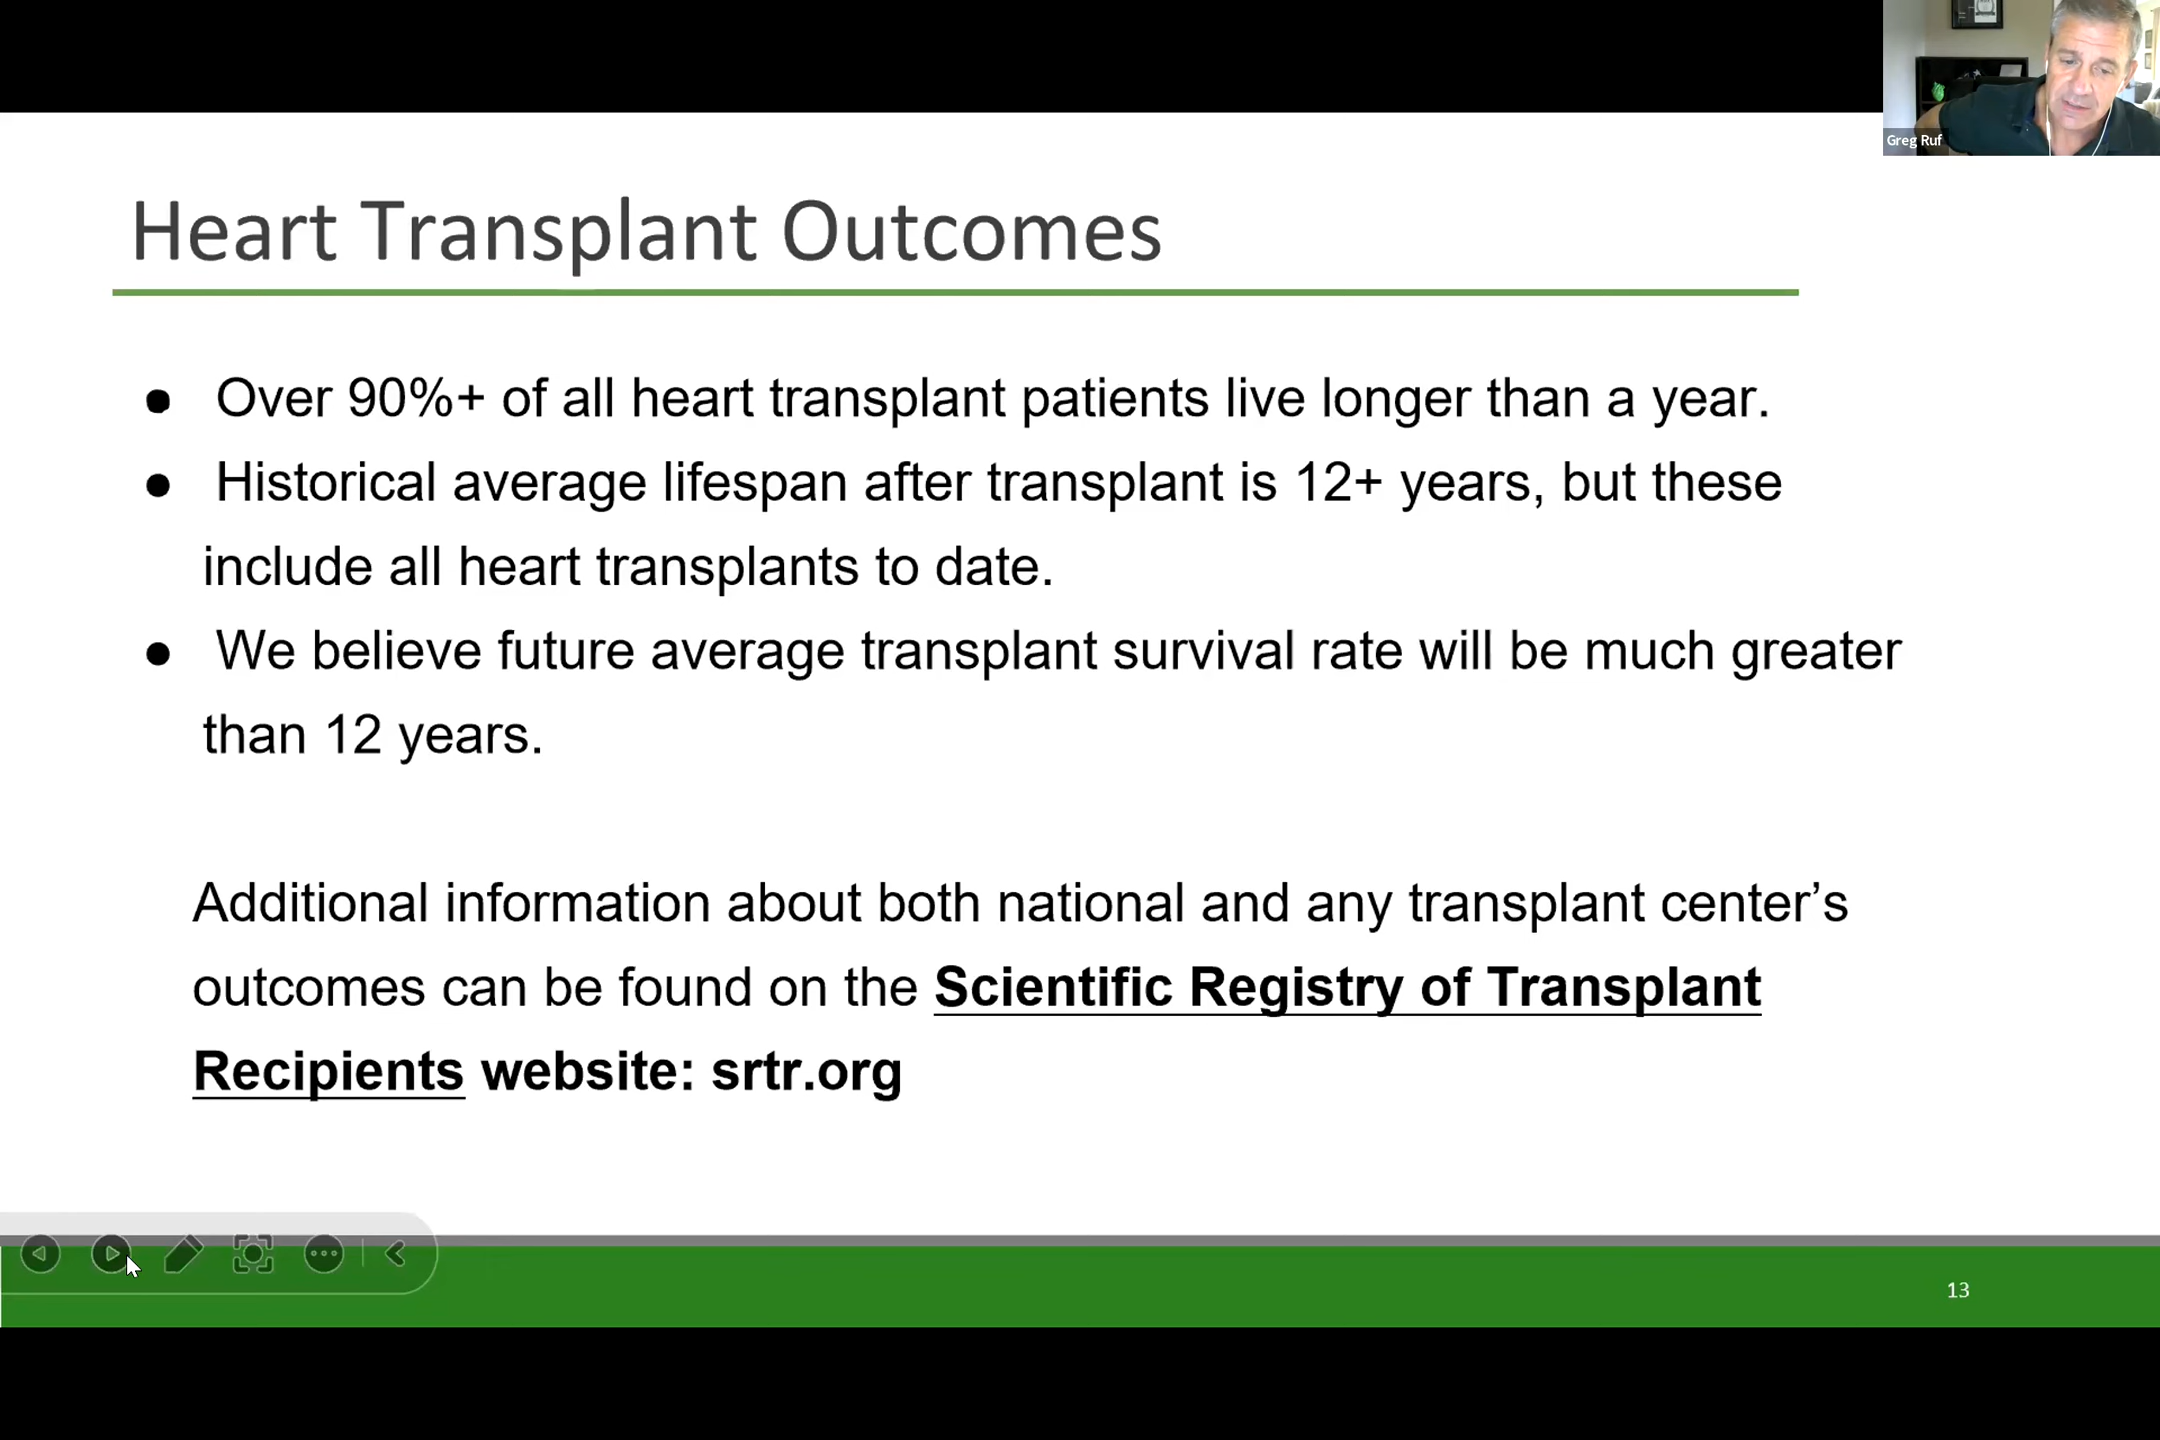 Greg Ruf
Heart Transplant Outcomes
● Over 90%+ of all heart transplant patients live longer than a year.
● Historical average lifespan after transplant is 12+ years, but these
include all heart transplants to date.
● We believe future average transplant survival rate will be much greater
than 12 years.
Additional information about both national and any transplant center’s
outcomes can be found on the Scientific Registry of Transplant
Recipients website: srtr.org
13